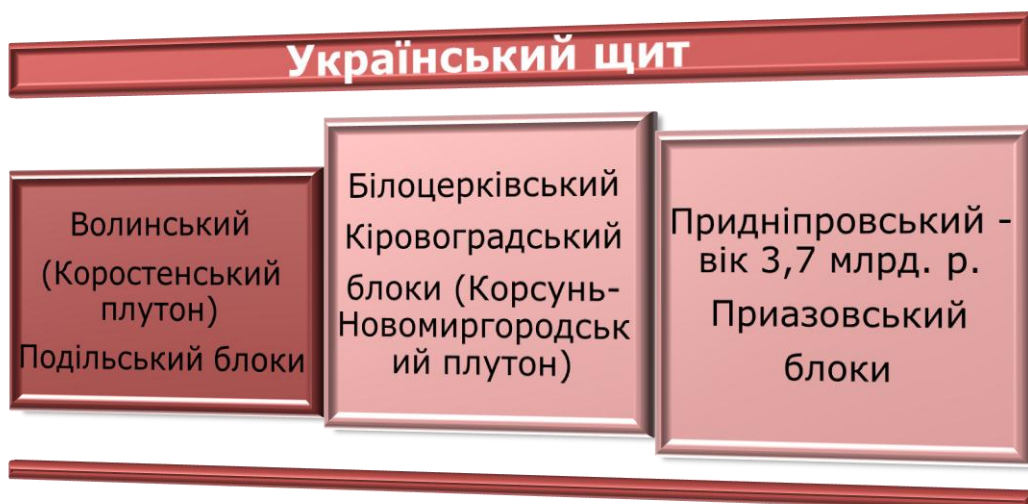 Український щит
Волинський
(Коростенський
плутон)
Подільський блоки
Білоцерківський
Кіровоградський
блоки (Корсунь-
Новомиргородськ
ий плутон)
Придніпровський -
вік 3,7 млрд. р.
Приазовський
блоки